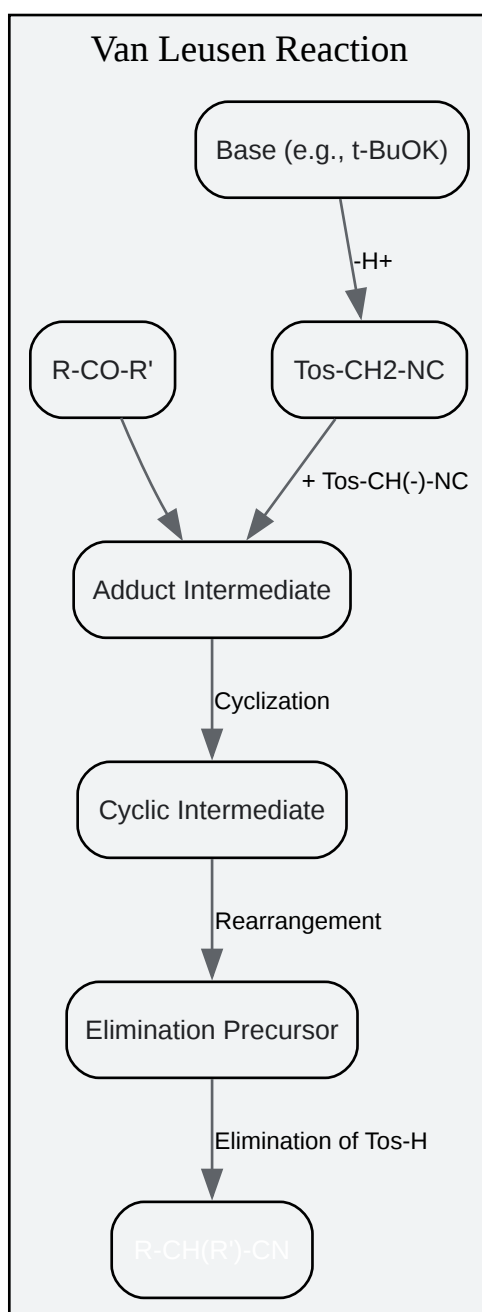 Van Leusen Reaction
Base (e.g., t-BuOK)
-H+
R-CO-R'
Tos-CH2-NC
+ Tos-CH(-)-NC
Adduct Intermediate
Cyclization
Cyclic Intermediate
Rearrangement
Elimination Precursor
Elimination of Tos-H
R-CH(R')-CN